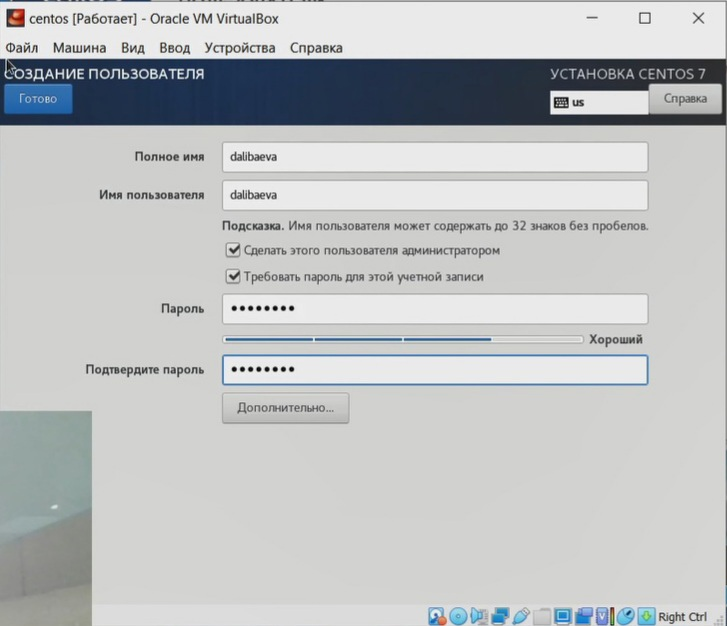 centos [Работает] - Oracle VM VirtualBox
Файл Машина Вид Ввод Устройства Справка
СОЗДАНИЕ ПОЛЬЗОВАТЕЛЯ
УСТАНОВКА CENTOS 7
Готово
us
Справка
Полное имя
dalibaeva
Имя пользователя
dalibaeva
Подсказка. Имя пользователя может содержать до 32 знаков без пробелов.
Сделать этого пользователя администратором
Требовать пароль для этой учетной записи
Пароль
••••••••
Хороший
Подтвердите пароль
••••••••
Дополнительно...
Right Ctrl